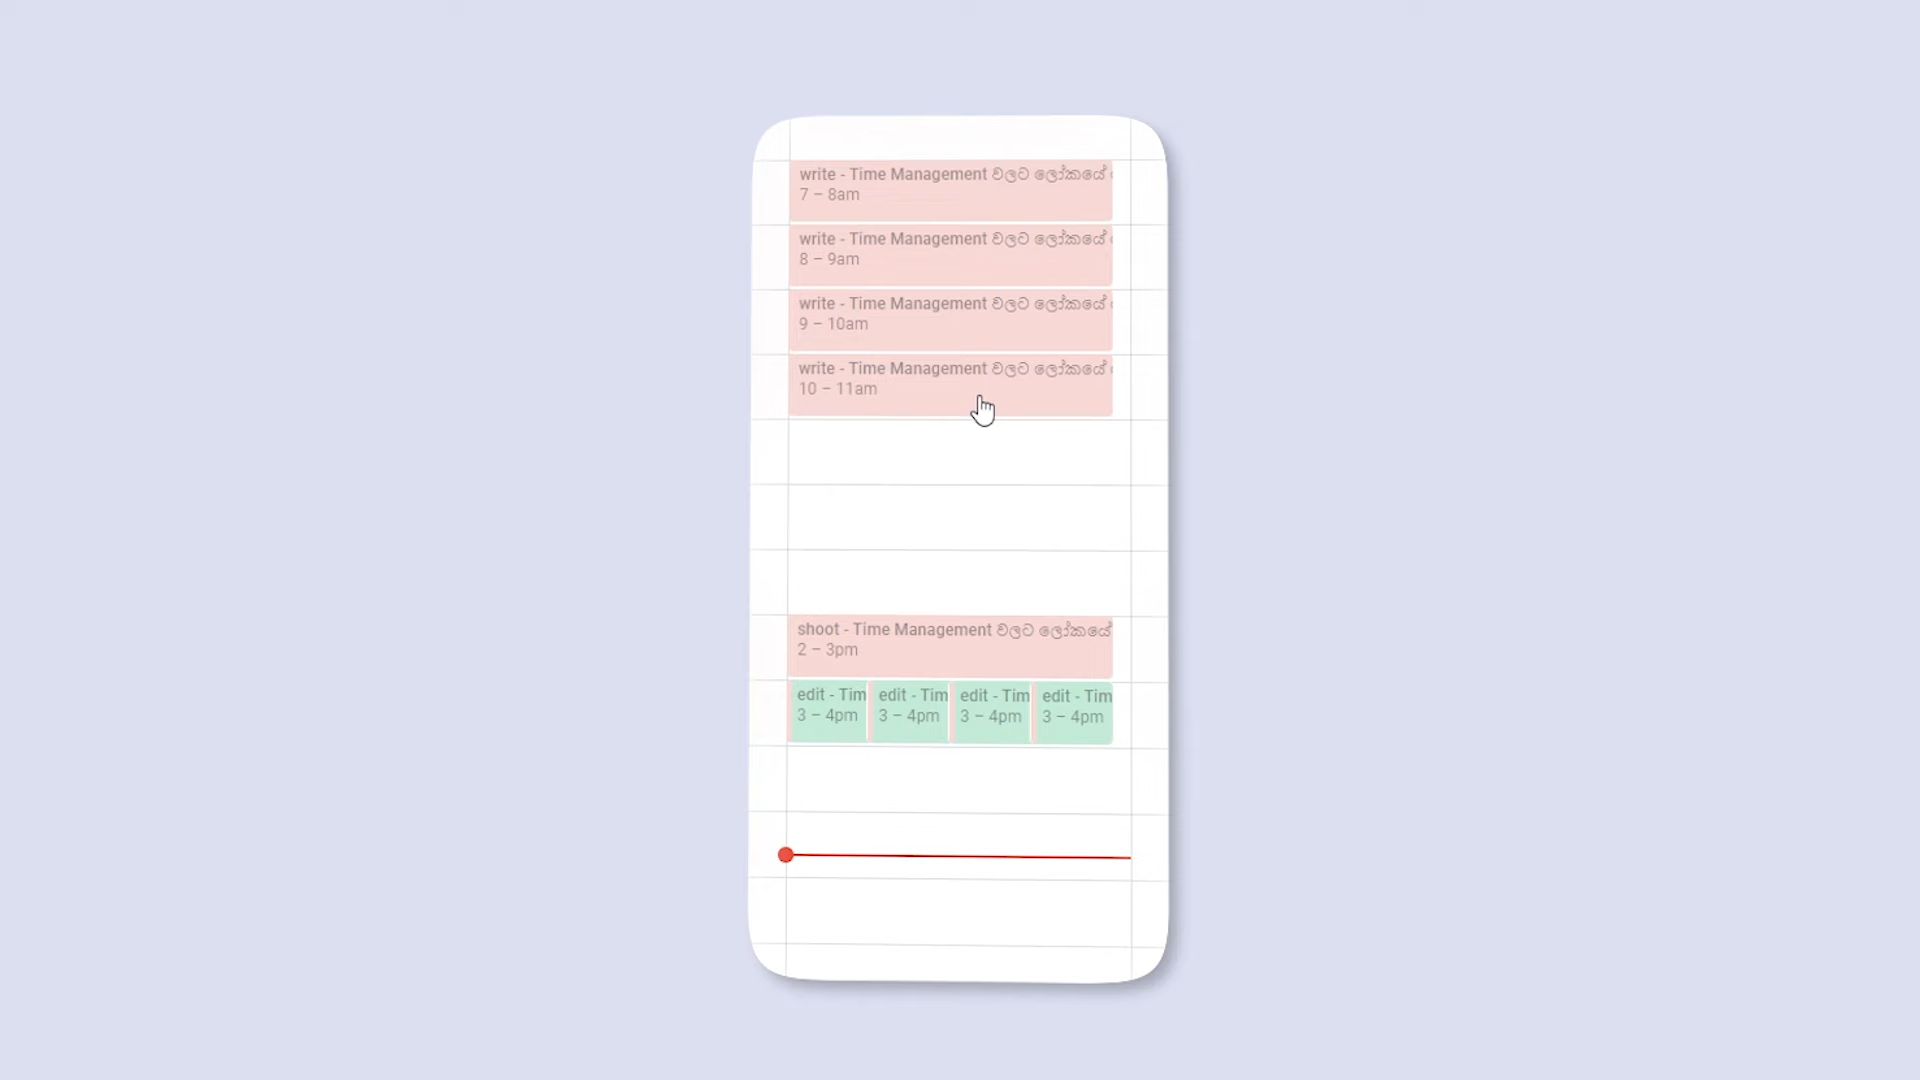 write - Time Management වලට ලෝකයේ
7 – 8am
write - Time Management වලට ලෝකයේ
8 – 9am
write - Time Management වලට ලෝකයේ
9 – 10am
write - Time Management වලට ලෝකයේ
10 – 11am
shoot - Time Management වලට ලෝකයේ
2 – 3pm
edit - Tim edit - Tim edit - Tim edit - Tim
3 – 4pm 3 – 4pm 3 – 4pm 3 – 4pm